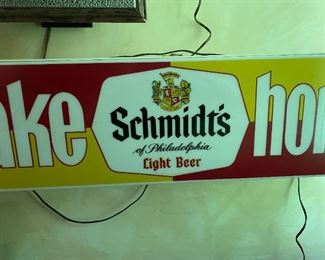 ake Schmidt's hom
of Philadelphia
Light Beer